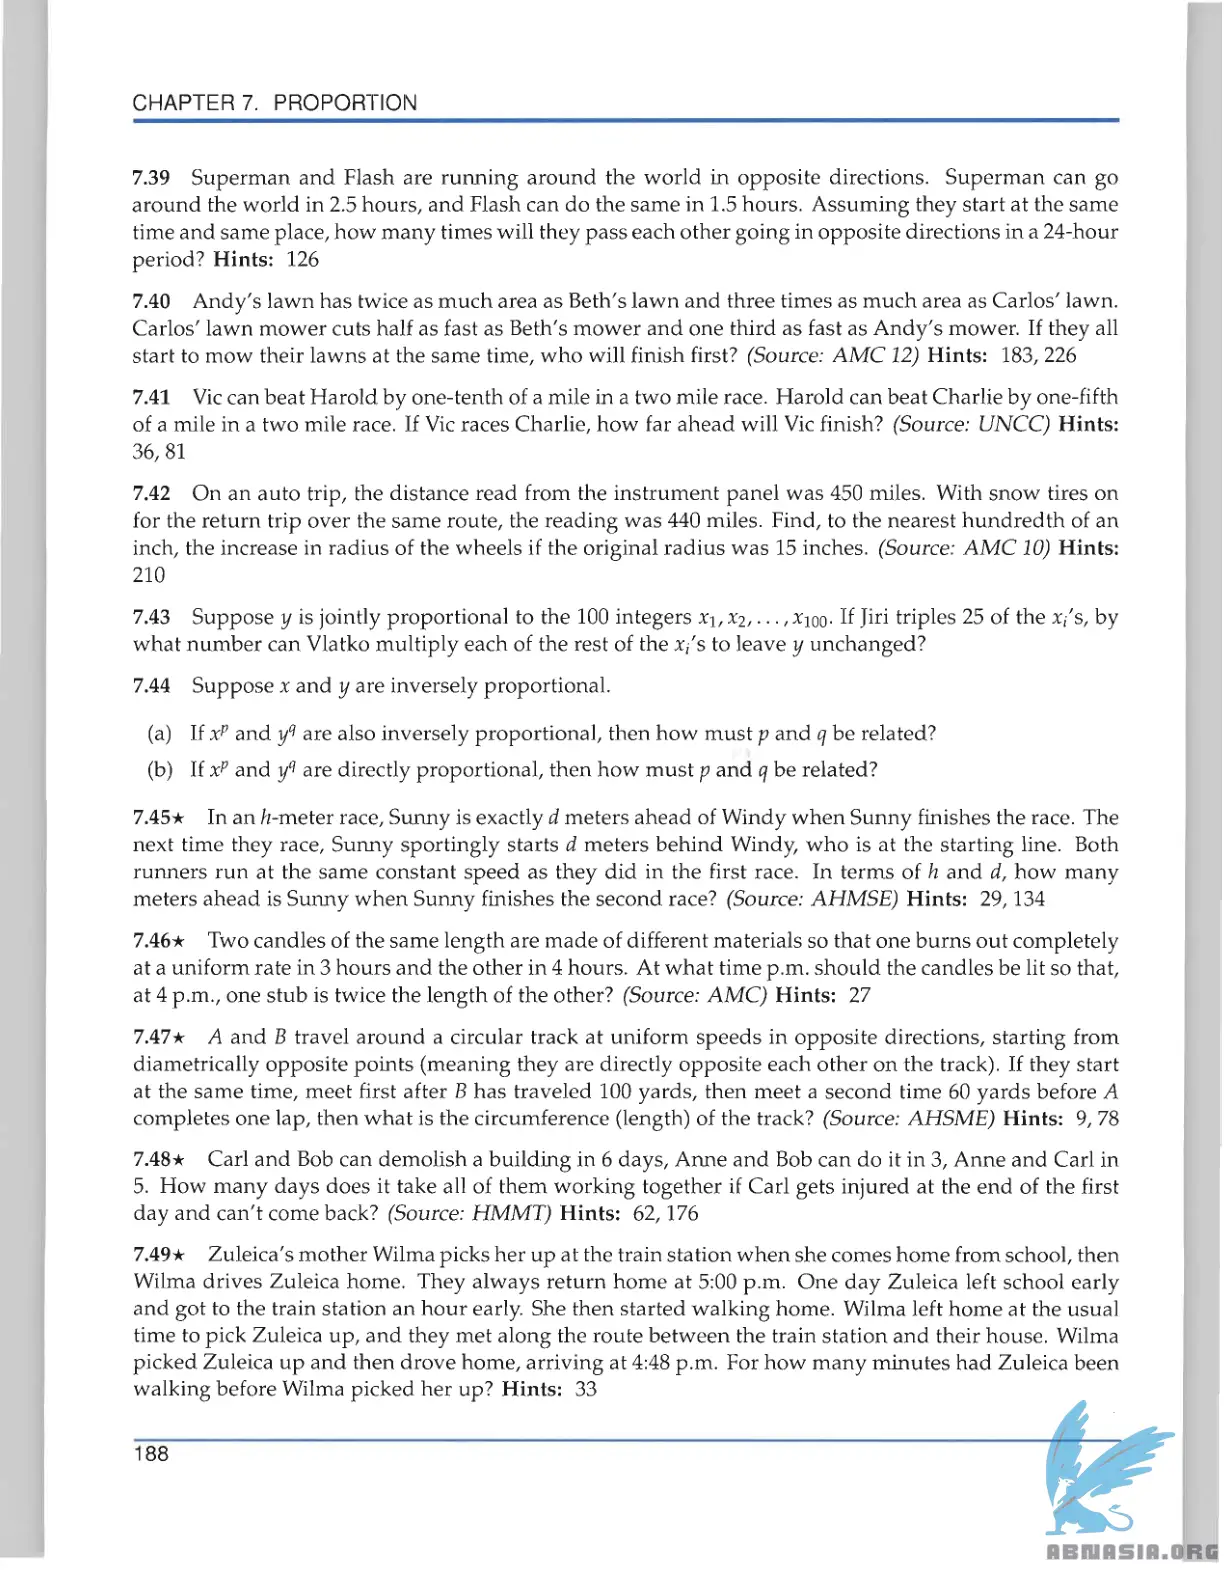 CHAPTER 7. PROPORTION
7.39 Superman and Flash are running around the world in opposite directions. Superman can go
around the world in 2.5 hours, and Flash can do the same in 1.5 hours. Assuming they start at the same
time and same place, how many times will they pass each other going in opposite directions in a 24-hour
period? Hints: 126
7.40 Andy's lawn has twice as much area as Beth's lawn and three times as much area as Carlos' lawn.
Carlos' lawn mower cuts half as fast as Beth's mower and one third as fast as Andy's mower. If they all
start to mow their lawns at the same time, who will finish first? (Source: AMC 12) Hints: 183, 226
7.41 Vic can beat Harold by one-tenth of a mile in a two mile race. Harold can beat Charlie by one-fifth
of a mile in a two mile race. If Vic races Charlie, how far ahead will Vic finish? (Source: UNCC) Hints:
36, 81
7.42 On an auto trip, the distance read from the instrument panel was 450 miles. With snow tires on
for the return trip over the same route, the reading was 440 miles. Find, to the nearest hundredth of an
inch, the increase in radius of the wheels if the original radius was 15 inches. (Source: AMC 10) Hints:
210
7.43 Suppose y is jointly proportional to the 100 integers x₁, x₂, . . . , x₁₀₀. If Jiri triples 25 of the xᵢ's, by
what number can Vlatko multiply each of the rest of the xᵢ's to leave y unchanged?
7.44 Suppose x and y are inversely proportional.
(a) If xᵖ and y^q are also inversely proportional, then how must p and q be related?
(b) If xᵖ and y^q are directly proportional, then how must p and q be related?
7.45★ In an h-meter race, Sunny is exactly d meters ahead of Windy when Sunny finishes the race. The
next time they race, Sunny sportingly starts d meters behind Windy, who is at the starting line. Both
runners run at the same constant speed as they did in the first race. In terms of h and d, how many
meters ahead is Sunny when Sunny finishes the second race? (Source: AHMSE) Hints: 29, 134
7.46★ Two candles of the same length are made of different materials so that one burns out completely
at a uniform rate in 3 hours and the other in 4 hours. At what time p.m. should the candles be lit so that,
at 4 p.m., one stub is twice the length of the other? (Source: AMC) Hints: 27
7.47★ A and B travel around a circular track at uniform speeds in opposite directions, starting from
diametrically opposite points (meaning they are directly opposite each other on the track). If they start
at the same time, meet first after B has traveled 100 yards, then meet a second time 60 yards before A
completes one lap, then what is the circumference (length) of the track? (Source: AHSME) Hints: 9, 78
7.48★ Carl and Bob can demolish a building in 6 days, Anne and Bob can do it in 3, Anne and Carl in
5. How many days does it take all of them working together if Carl gets injured at the end of the first
day and can't come back? (Source: HMMT) Hints: 62, 176
7.49★ Zuleica's mother Wilma picks her up at the train station when she comes home from school, then
Wilma drives Zuleica home. They always return home at 5:00 p.m. One day Zuleica left school early
and got to the train station an hour early. She then started walking home. Wilma left home at the usual
time to pick Zuleica up, and they met along the route between the train station and their house. Wilma
picked Zuleica up and then drove home, arriving at 4:48 p.m. For how many minutes had Zuleica been
walking before Wilma picked her up? Hints: 33
188
ABMASIA.ORG